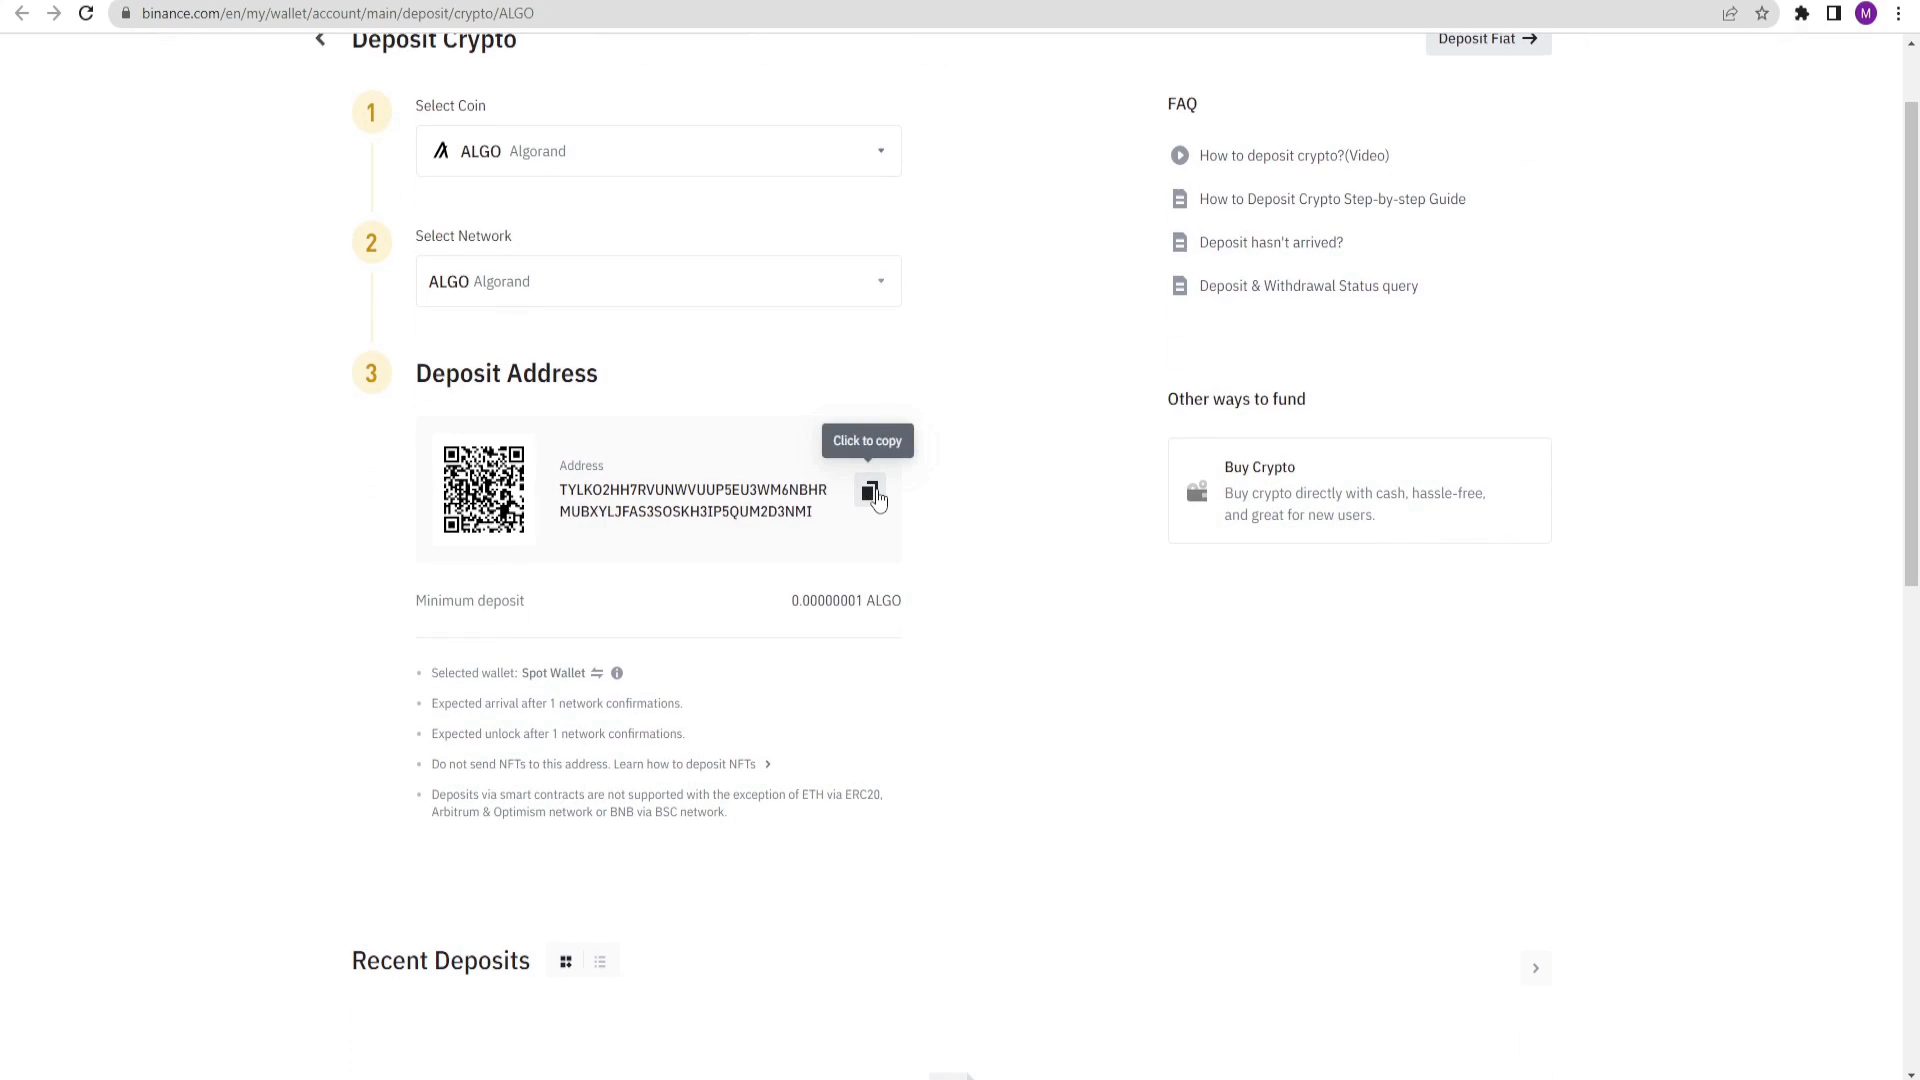 binance.com/en/my/wallet/account/main/deposit/crypto/ALGO
M
Deposit Crypto
Deposit Fiat
1
Select Coin
ALGO Algorand
2
Select Network
ALGO Algorand
3
Deposit Address
Click to copy
Address
TYLKO2HH7RVUNWVUUP5EU3WM6NBHR
MUBXYLJFAS3SOSKH3IP5QUM2D3NMI
Minimum deposit 0.00000001 ALGO
Selected wallet: Spot Wallet
Expected arrival after 1 network confirmations.
Expected unlock after 1 network confirmations.
Do not send NFTs to this address. Learn how to deposit NFTs
Deposits via smart contracts are not supported with the exception of ETH via ERC20,
Arbitrum & Optimism network or BNB via BSC network.
FAQ
How to deposit crypto?(Video)
How to Deposit Crypto Step-by-step Guide
Deposit hasn't arrived?
Deposit & Withdrawal Status query
Other ways to fund
Buy Crypto
Buy crypto directly with cash, hassle-free,
and great for new users.
Recent Deposits